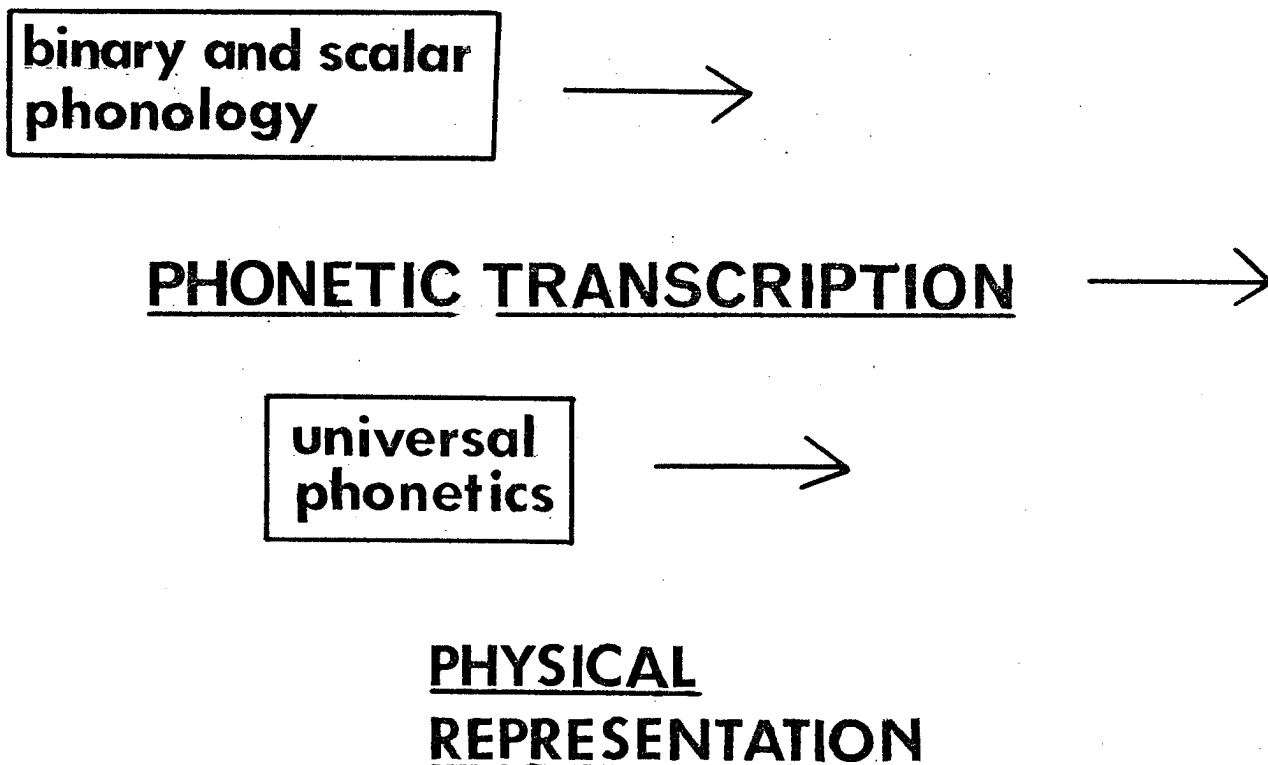 binary and scalar
phonology
PHONETIC TRANSCRIPTION
universal
phonetics
PHYSICAL
REPRESENTATION